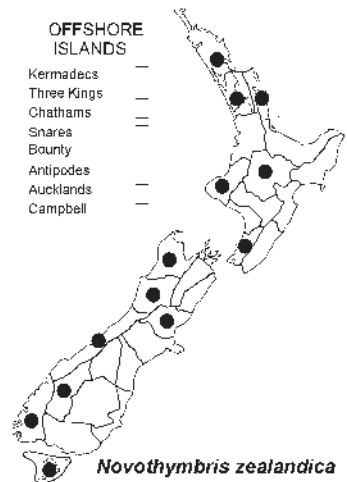 OFFSHORE
ISLANDS
Kermadecs
Three Kings
Chathams
Snares
Bounty
Antipodes
Aucklands
Campbell
Novothymbris zealandica